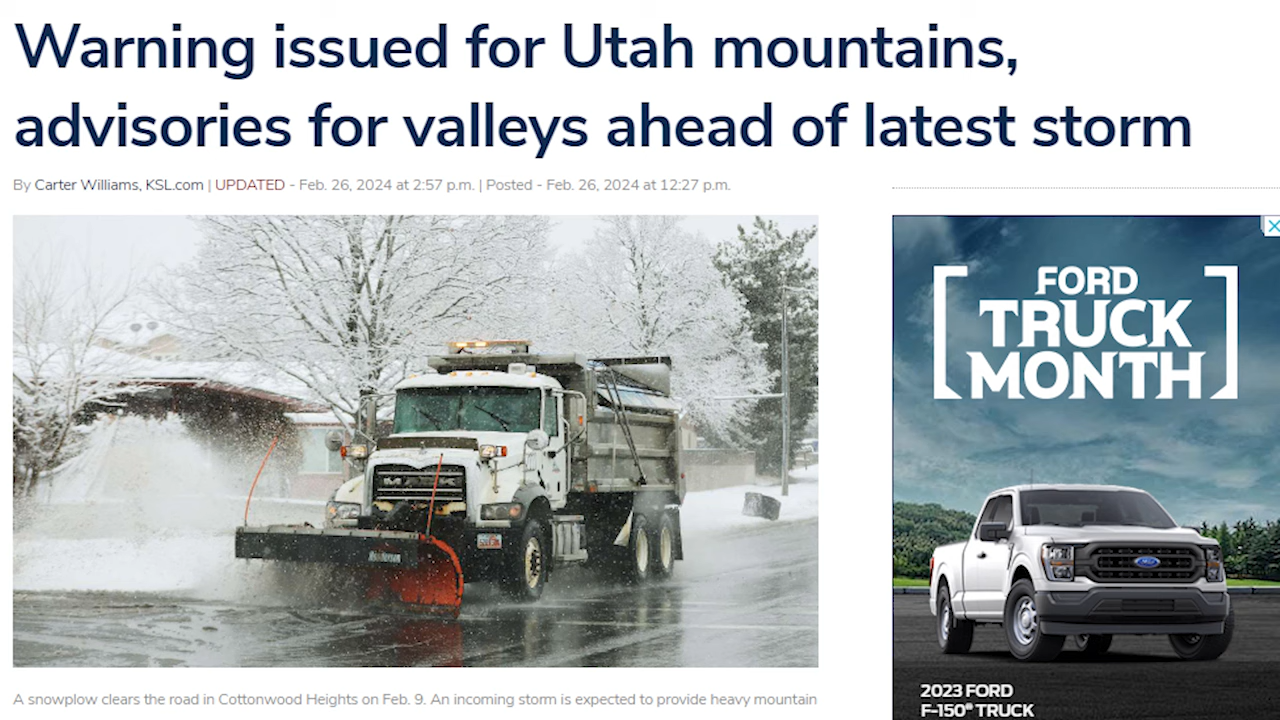 Warning issued for Utah mountains,
advisories for valleys ahead of latest storm
By Carter Williams, KSL.com | UPDATED - Feb. 26, 2024 at 2:57 p.m. | Posted - Feb. 26, 2024 at 12:27 p.m.
FORD
TRUCK
MONTH
A snowplow clears the road in Cottonwood Heights on Feb. 9. An incoming storm is expected to provide heavy mountain
2023 FORD
F-150® TRUCK